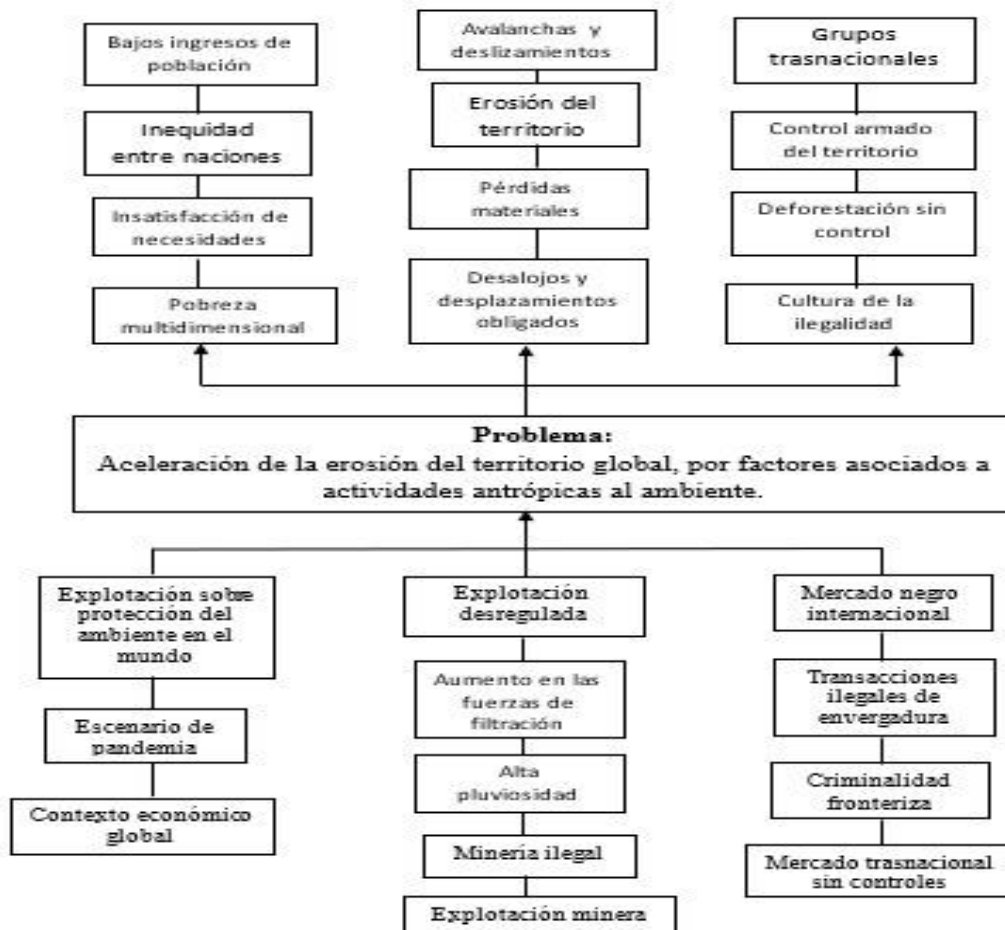 Bajos ingresos de
población
Inequidad
entre naciones
Insatisfacción de
necesidades
Pobreza
multidimensional
Avalanchas y
deslizamientos
Erosión del
territorio
Pérdidas
materiales
Desalojos y
desplazamientos
obligados
Grupos
trasnacionales
Control armado
del territorio
Deforestación sin
control
Cultura de la
ilegalidad
Problema:
Aceleración de la erosión del territorio global, por factores asociados a
actividades antrópicas al ambiente.
Explotación sobre
protección del
ambiente en el
mundo
Escenario de
pandemia
Contexto económico
global
Explotación
desregulada
Aumento en las
fuerzas de
filtración
Alta
pluviosidad
Minería ilegal
Explotación minera
Mercado negro
internacional
Transacciones
ilegales de
envergadura
Criminalidad
fronteriza
Mercado trasnacional
sin controles